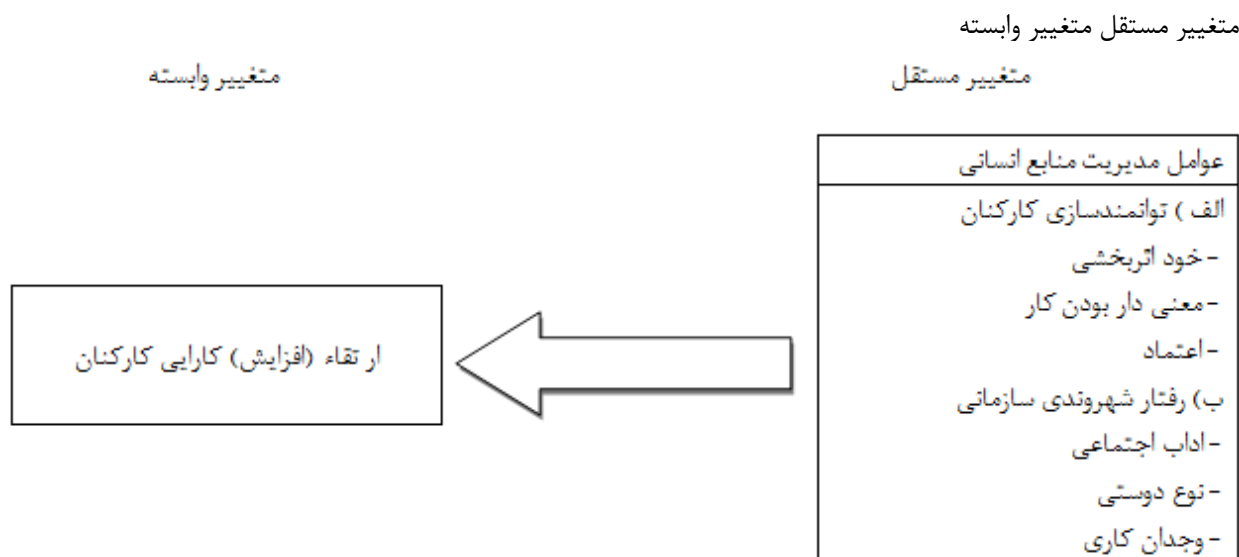 متغییر مستقل متغییر وابسته
متغییر مستقل
متغییر وابسته
عوامل مدیریت منابع انسانی
الف ) توانمندسازی کارکنان
- خود اثربخشی
- معنی دار بودن کار
- اعتماد
ب) رفتار شهروندی سازمانی
- اداب اجتماعی
- نوع دوستی
- وجدان کاری
ار تقاء (افزایش) کارایی کارکنان